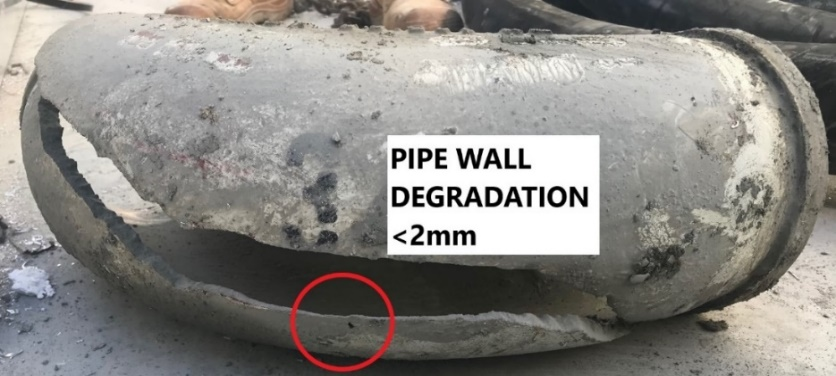 PIPE WALL
DEGRADATION
<2mm